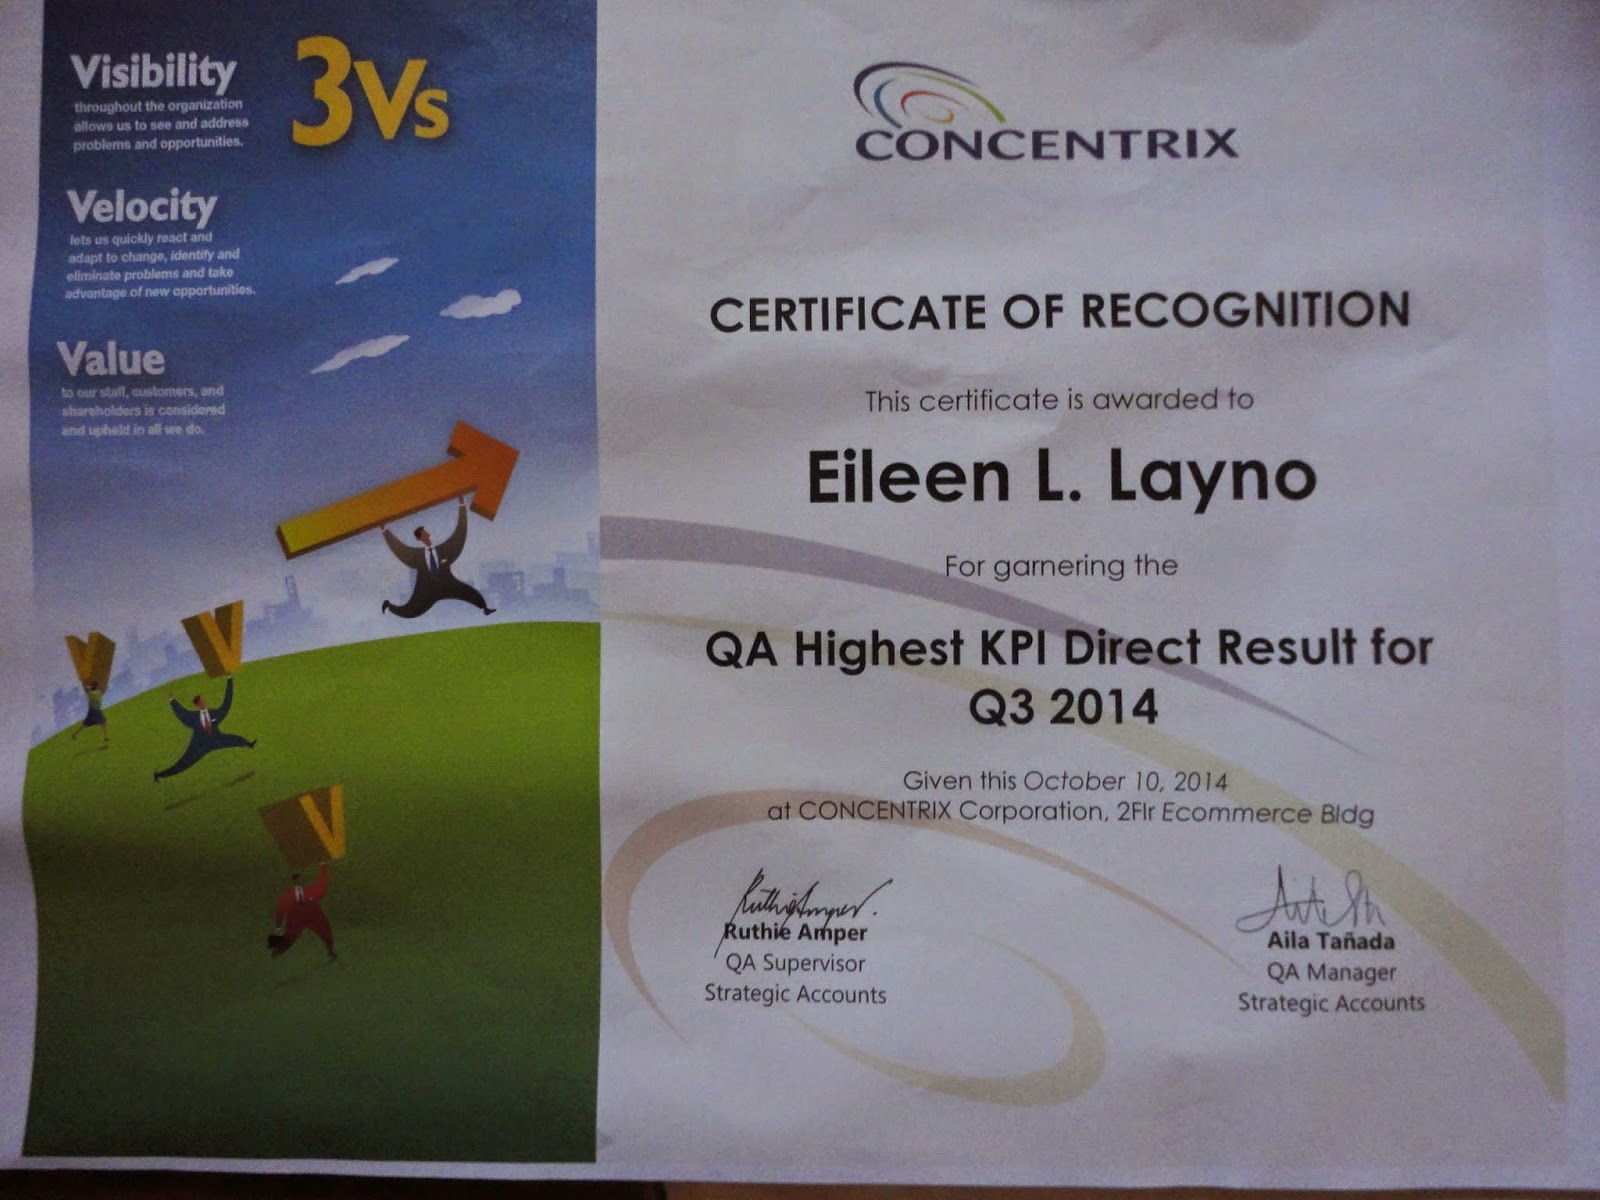 3Vs
Visibility
throughout the organization
allows us to see and address
problems and opportunities.
Velocity
lets us quickly react and
adapt to change, identify and
eliminate problems and take
advantage of new opportunities.
Value
to our staff, customers, and
shareholders is considered
and upheld in all we do.
V
V
V
CONCENTRIX
CERTIFICATE OF RECOGNITION
This certificate is awarded to
Eileen L. Layno
For garnering the
QA Highest KPI Direct Result for
Q3 2014
Given this October 10, 2014
at CONCENTRIX Corporation, 2Flr Ecommerce Bldg
Ruthie Amper.
Ruthie Amper
QA Supervisor
Strategic Accounts
Aila Tañada
QA Manager
Strategic Accounts